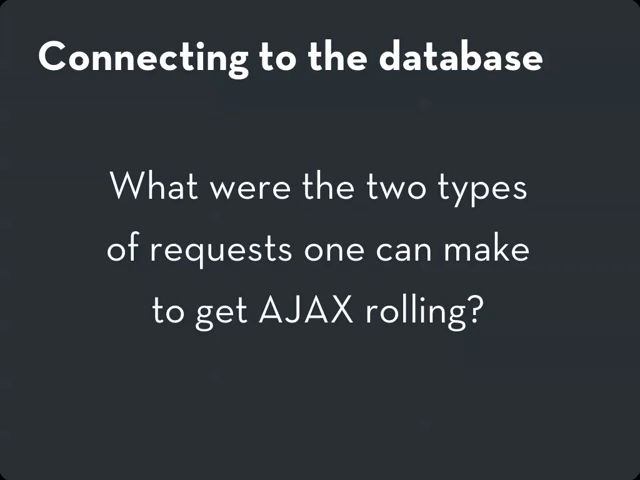 Connecting to the database
What were the two types
of requests one can make
to get AJAX rolling?